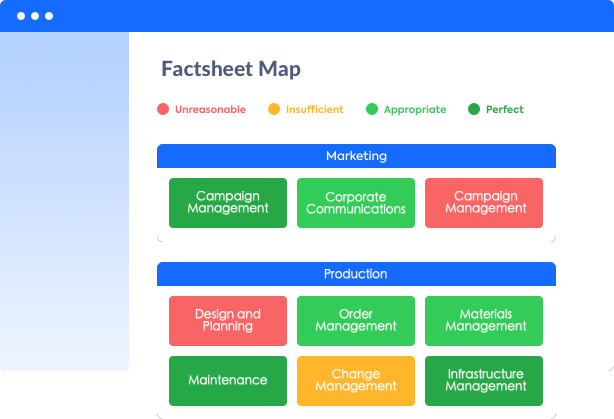 Factsheet Map
Unreasonable
Insufficient
Appropriate
Perfect
Marketing
Campaign
Management
Corporate
Communications
Campaign
Management
Production
Design and
Planning
Order
Management
Materials
Management
Maintenance
Change
Management
Infrastructure
Management